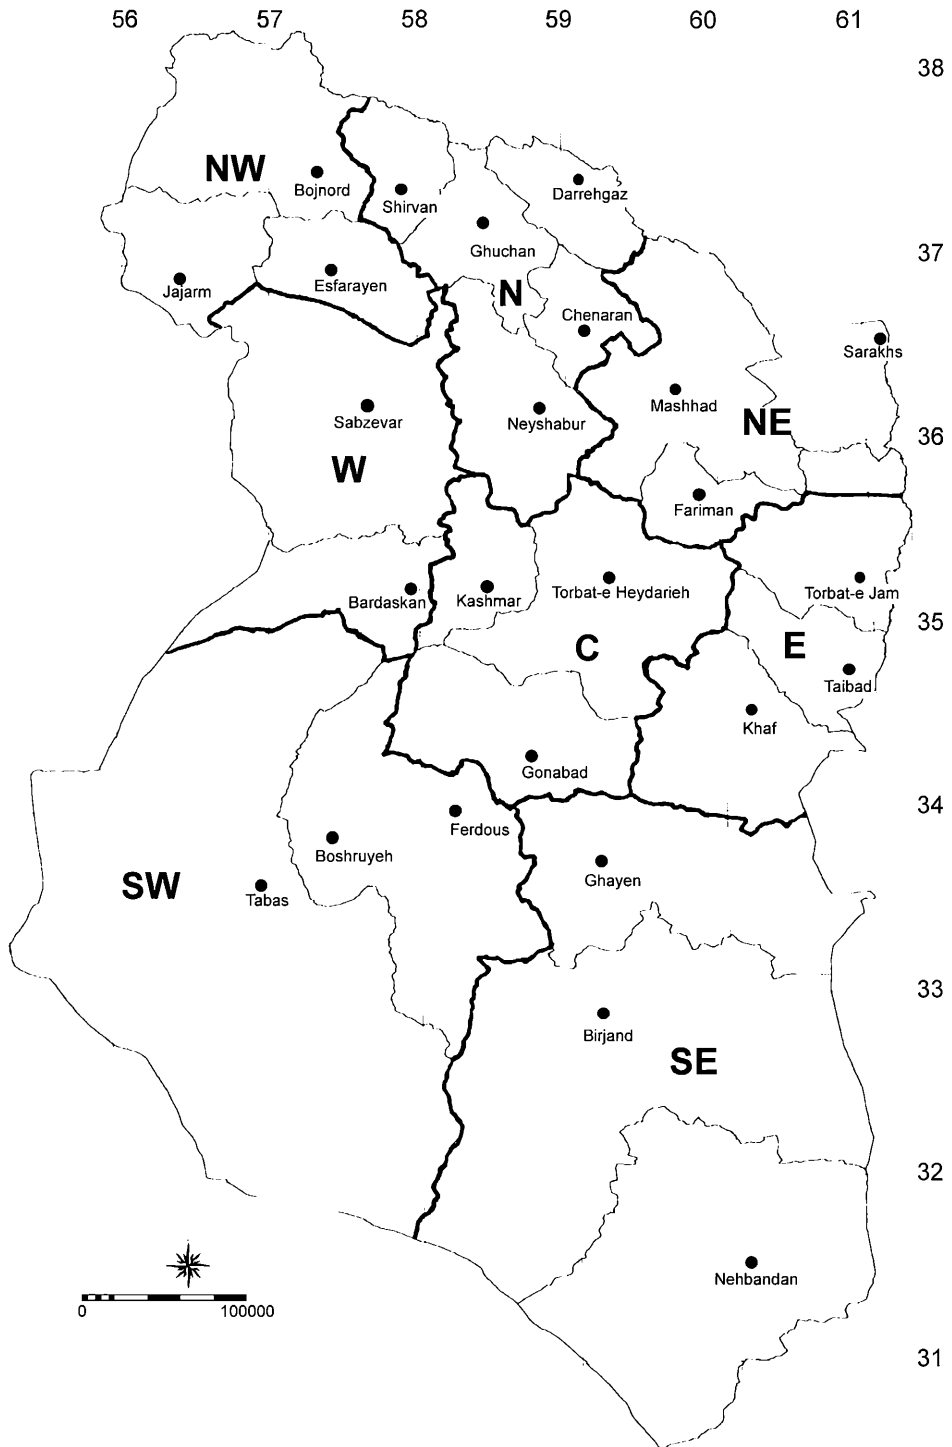 56 57 58 59 60 61
38
NW
Bojnord
Shirvan
Darrehgaz
Ghuchan
37
Jajarm
Esfarayen
N
Chenaran
Sarakhs
Sabzevar
Neyshabur
Mashhad
NE
36
W
Fariman
Bardaskan
Kashmar
Torbat-e Heydarieh
Torbat-e Jam
35
C
E
Taibad
Khaf
Gonabad
34
Ferdous
Boshruyeh
Ghayen
SW
Tabas
33
Birjand
SE
32
Nehbandan
0 100000
31